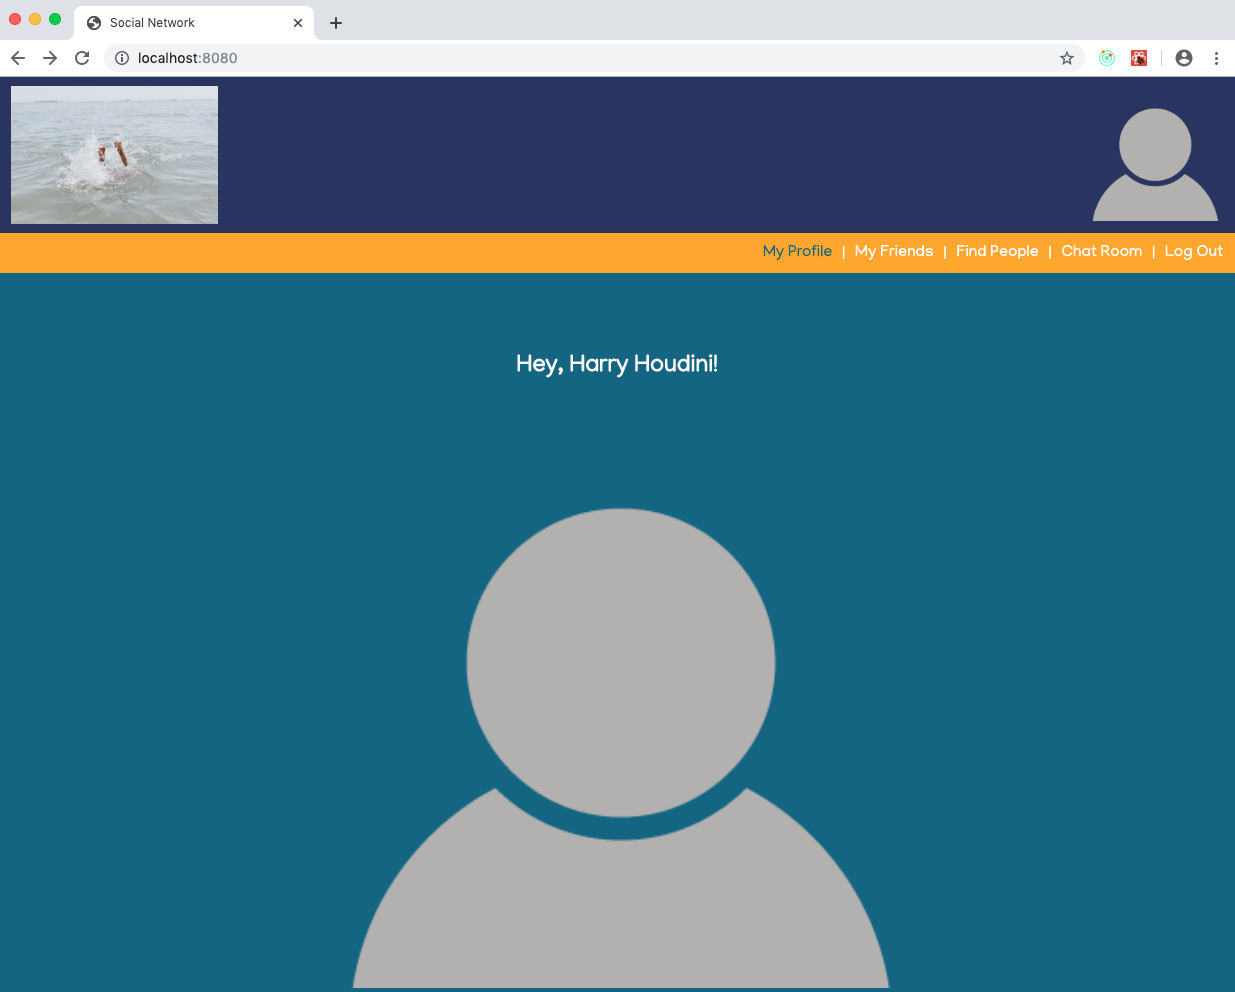 Social Network
localhost:8080
My Profile | My Friends | Find People | Chat Room | Log Out
Hey, Harry Houdini!